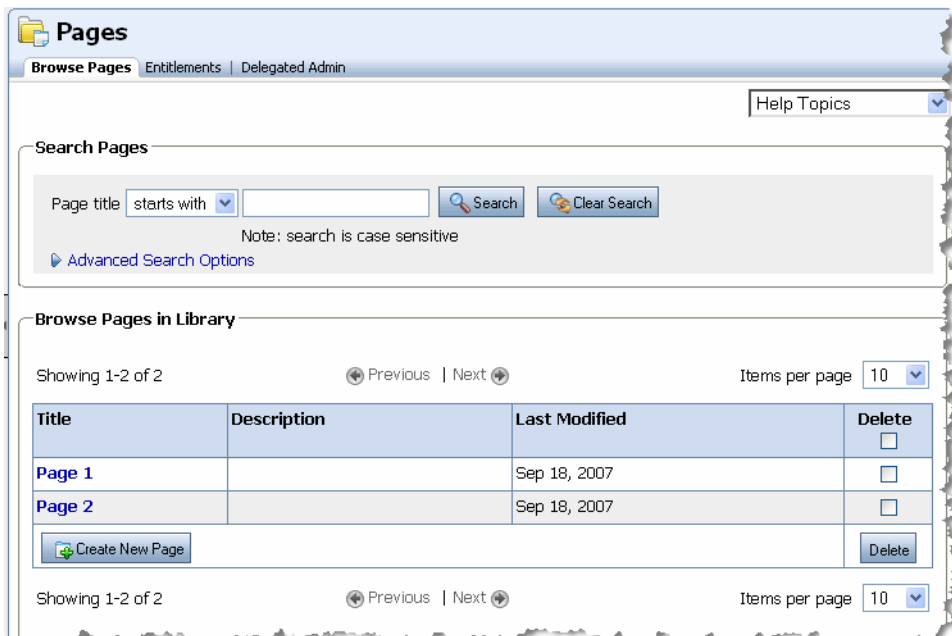 Pages
Browse Pages Entitlements | Delegated Admin
Help Topics
Search Pages
Page title starts with Search Clear Search
Note: search is case sensitive
Advanced Search Options
Browse Pages in Library
Showing 1-2 of 2 Previous | Next Items per page 10
Title Description Last Modified Delete
Page 1 Sep 18, 2007
Page 2 Sep 18, 2007
Create New Page Delete
Showing 1-2 of 2 Previous | Next Items per page 10